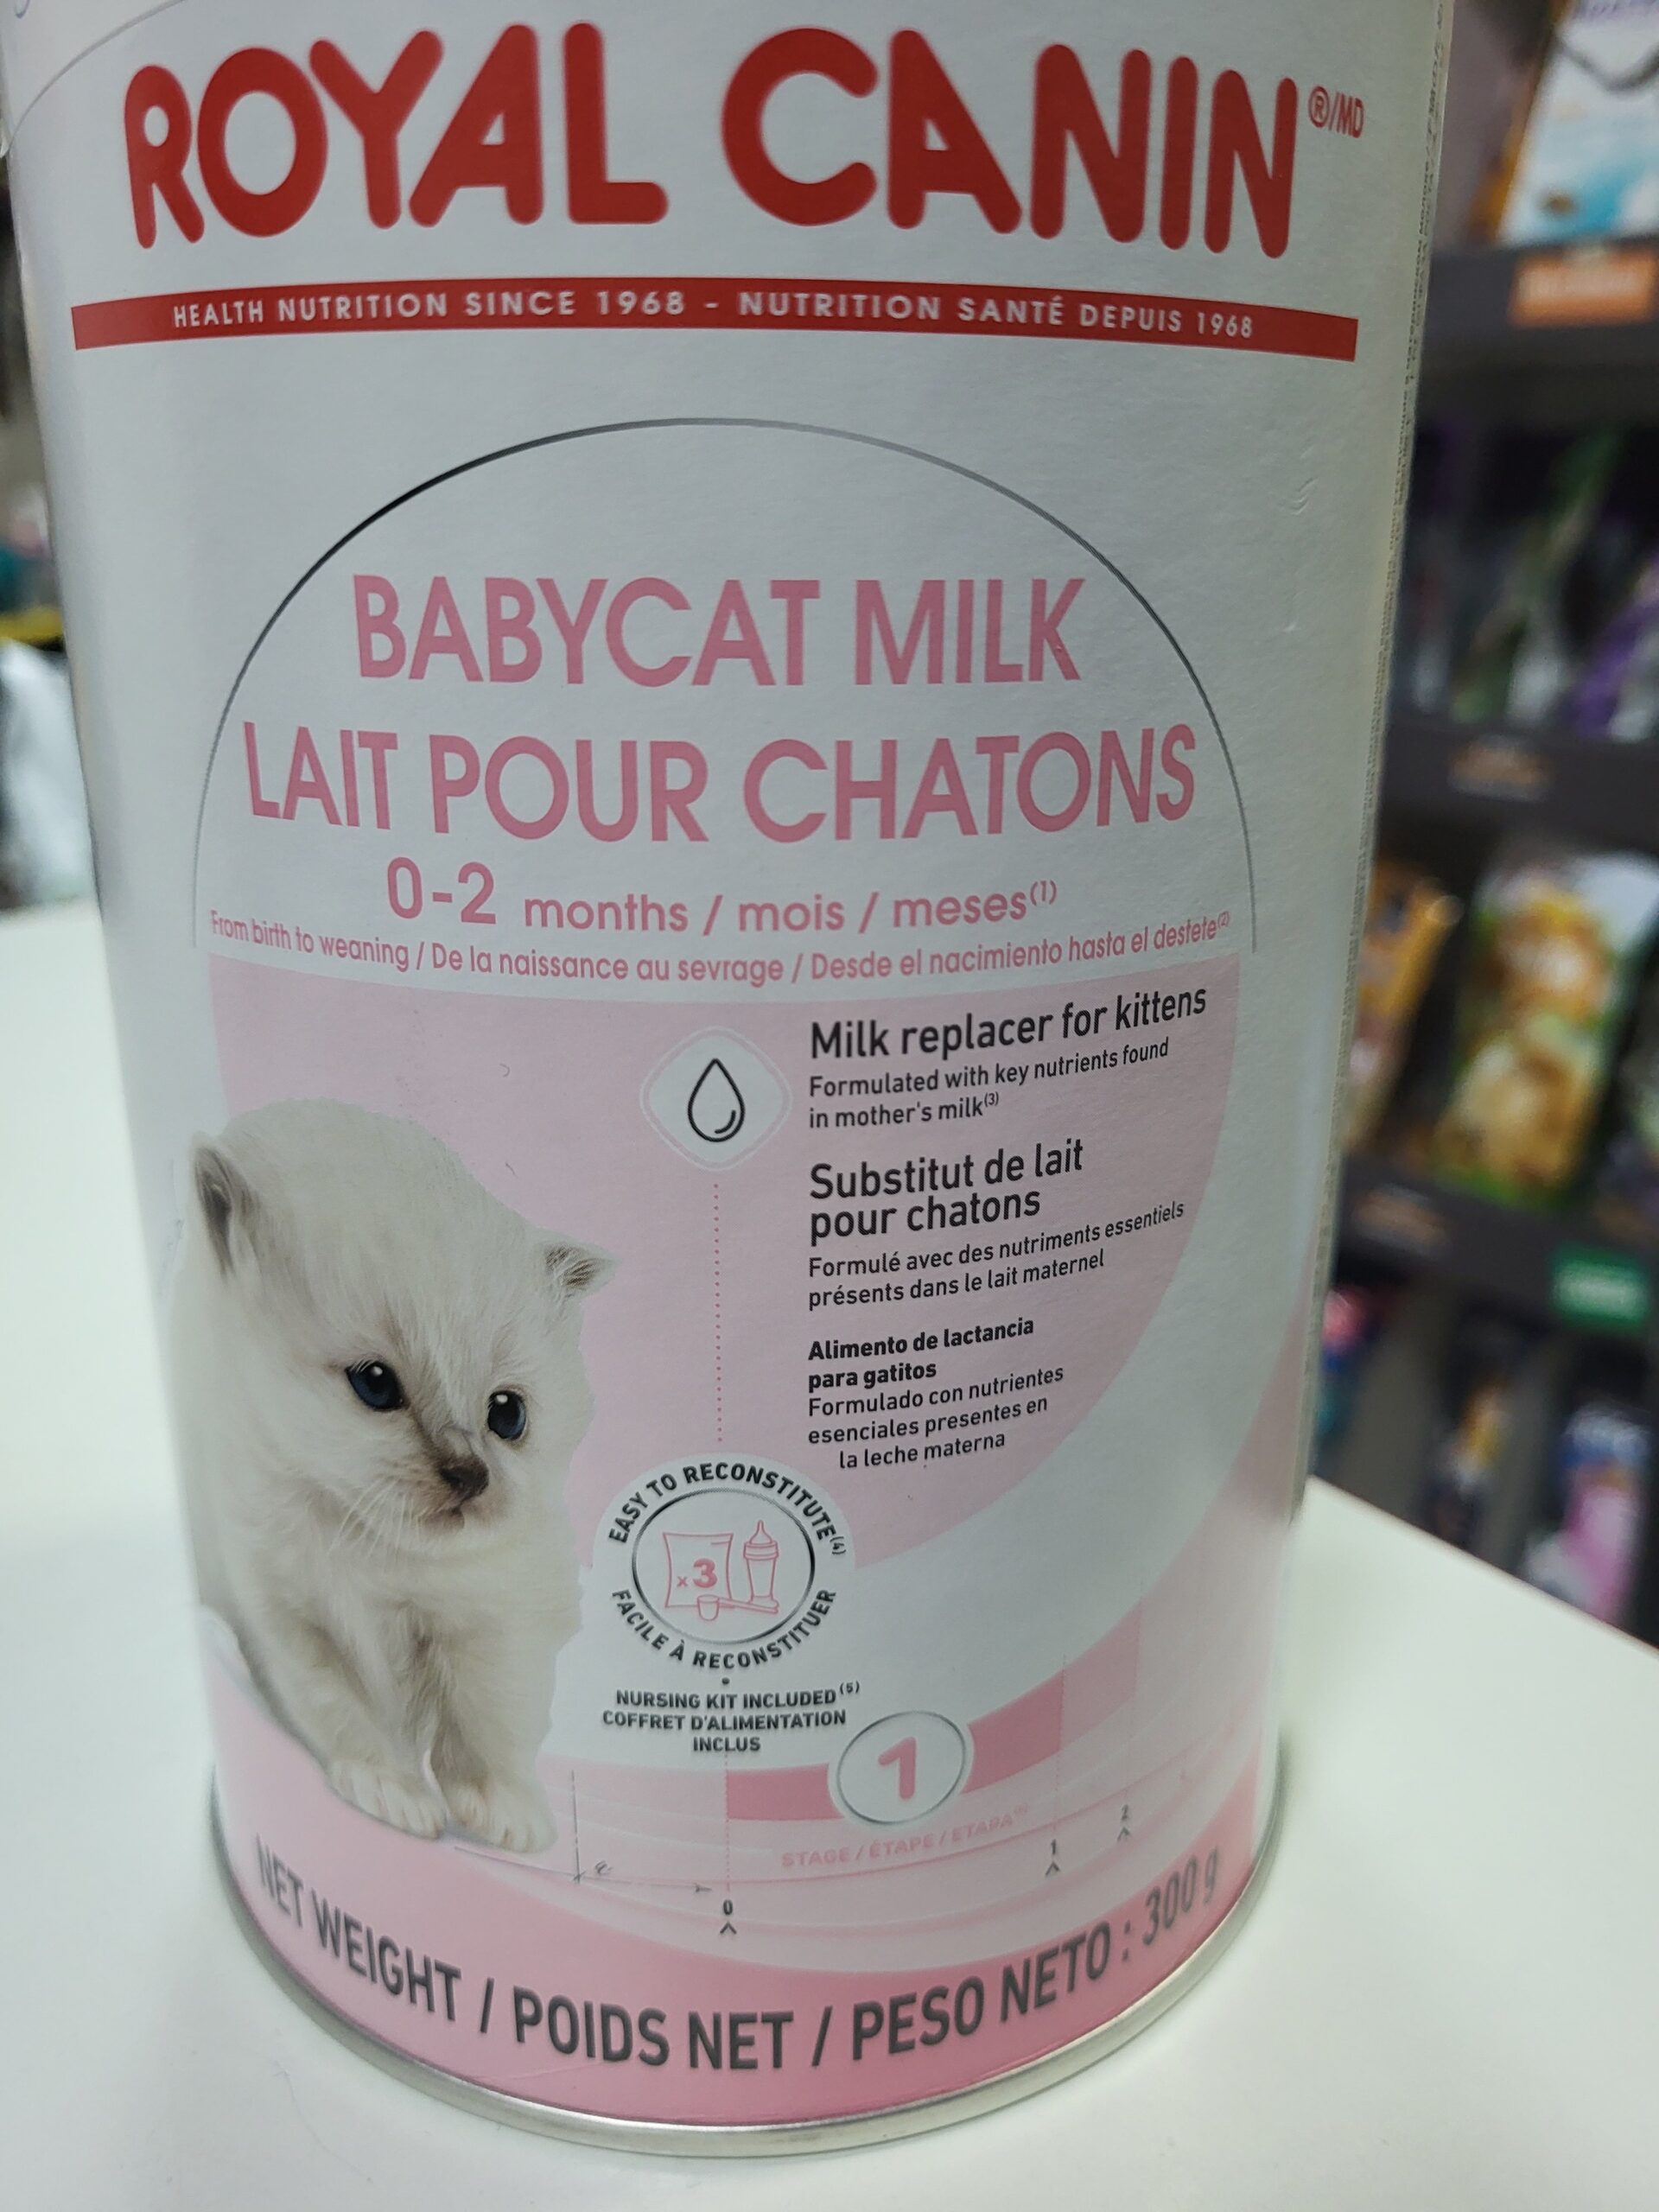 ROYAL CANIN®/MD
HEALTH NUTRITION SINCE 1968 - NUTRITION SANTÉ DEPUIS 1968
BABYCAT MILK
LAIT POUR CHATONS
0-2 months / mois / meses(1)
From birth to weaning / De la naissance au sevrage / Desde el nacimiento hasta el destete(2)
Milk replacer for kittens
Formulated with key nutrients found
in mother's milk(3)
Substitut de lait
pour chatons
Formulé avec des nutriments essentiels
présents dans le lait maternel
Alimento de lactancia
para gatitos
Formulado con nutrientes
esenciales presentes en
la leche materna
EASY TO RECONSTITUTE(4)
x3
FACILE À RECONSTITUER
NURSING KIT INCLUDED(5)
COFFRET D'ALIMENTATION
INCLUS
1
STAGE / ÉTAPE / ETAPA
0
1
2
NET WEIGHT / POIDS NET / PESO NETO : 300 g